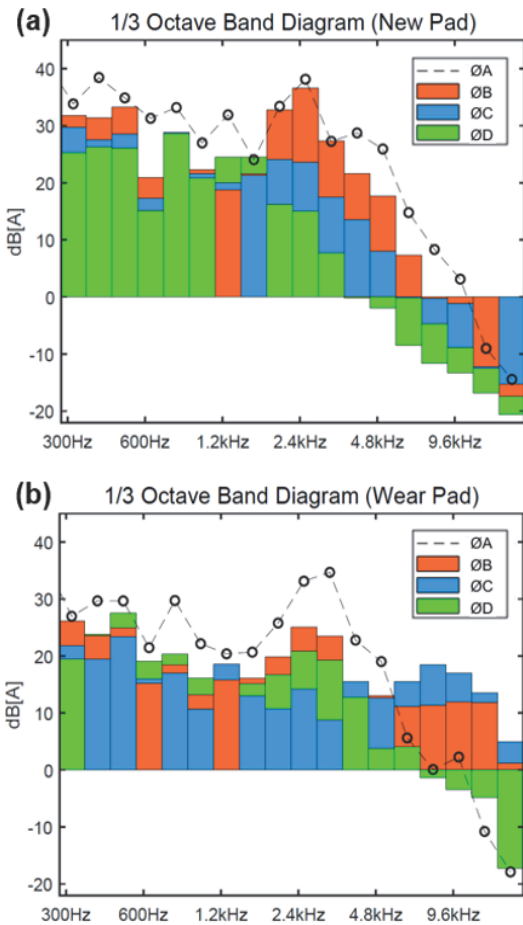 (a) 1/3 Octave Band Diagram (New Pad)
40
30
20
10
0
-10
-20
dB[A]
ØA
ØB
ØC
ØD
300Hz 600Hz 1.2kHz 2.4kHz 4.8kHz 9.6kHz
(b) 1/3 Octave Band Diagram (Wear Pad)
40
30
20
10
0
-10
-20
dB[A]
ØA
ØB
ØC
ØD
300Hz 600Hz 1.2kHz 2.4kHz 4.8kHz 9.6kHz